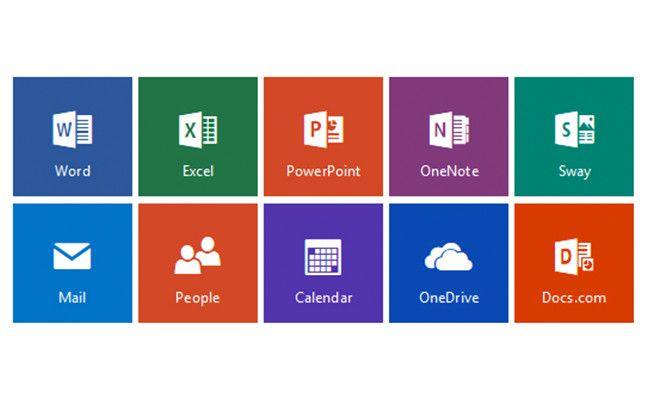 Word
Excel
PowerPoint
OneNote
Sway
Mail
People
Calendar
OneDrive
Docs.com